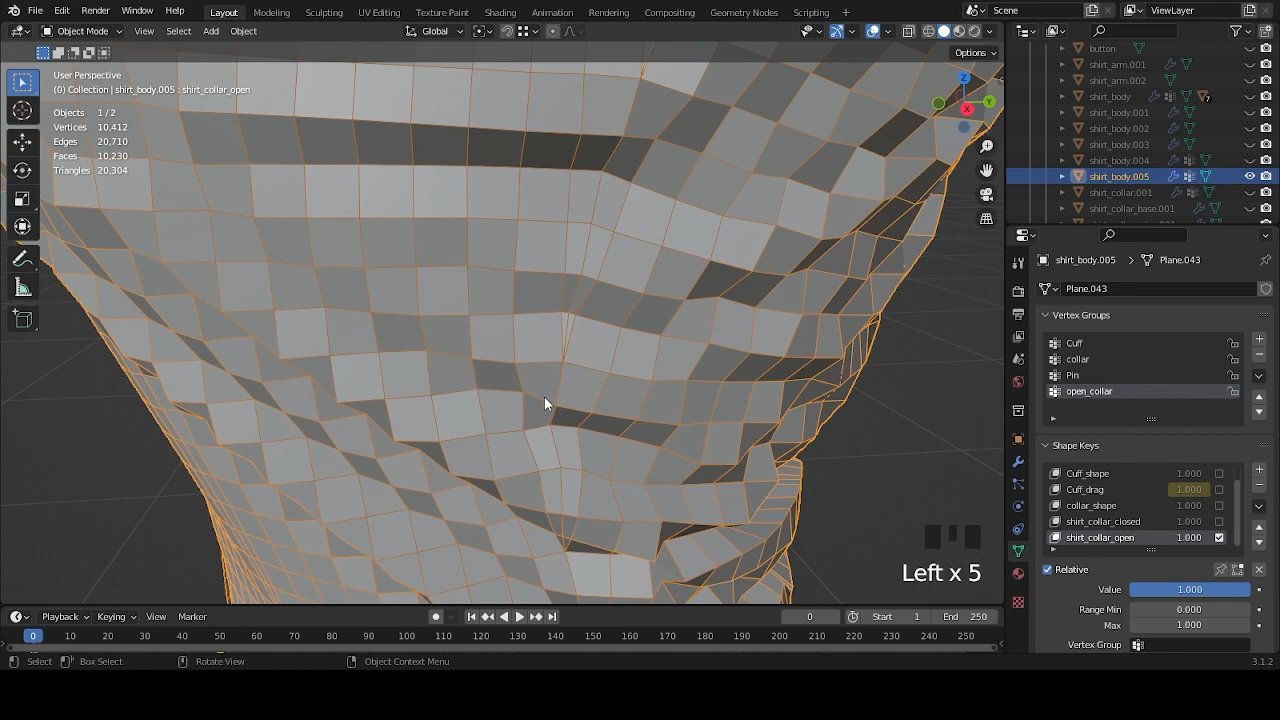 File Edit Render Window Help Layout Modeling Sculpting UV Editing Texture Paint Shading Animation Rendering Compositing Geometry Nodes Scripting + Scene ViewLayer
Object Mode View Select Add Object Global
Options
User Perspective
(0) Collection | shirt_body.005 : shirt_collar_open
Objects 1 / 2
Vertices 10,412
Edges 20,710
Faces 10,230
Triangles 20,304
Z
Y
X
Left x 5
button
shirt_arm.001
shirt_arm.002
shirt_body 7
shirt_body.001
shirt_body.002
shirt_body.003
shirt_body.004
shirt_body.005
shirt_collar.001
shirt_collar_base.001
shirt_body.005 > Plane.043
Plane.043
Vertex Groups
Cuff
collar
Pin
open_collar
Shape Keys
Cuff_shape 1.000
Cuff_drag 1.000
collar_shape 1.000
shirt_collar_closed 1.000
shirt_collar_open 1.000
Relative
Value 1.000
Range Min 0.000
Max 1.000
Vertex Group
Playback Keying View Marker 0 Start 1 End 250
0 10 20 30 40 50 60 70 80 90 100 110 120 130 140 150 160 170 180 190 200 210 220 230 240 250
Select Box Select Rotate View Object Context Menu 3.1.2